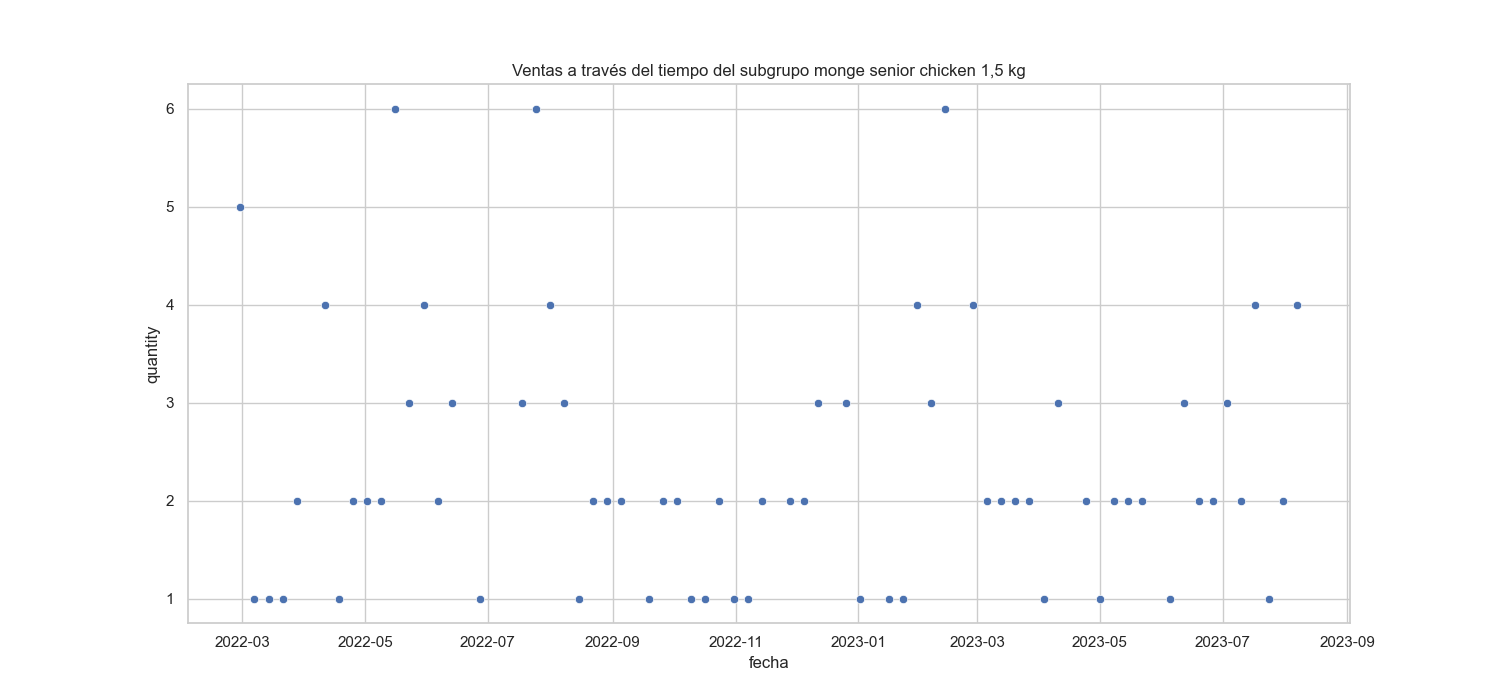 Ventas a través del tiempo del subgrupo monge senior chicken 1,5 kg
6
5
4
3
2
1
quantity
2022-03 2022-05 2022-07 2022-09 2022-11 2023-01 2023-03 2023-05 2023-07 2023-09
fecha